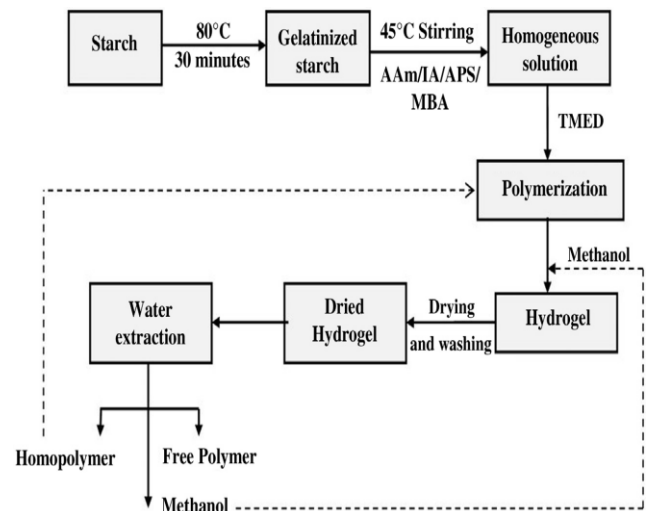 Starch
80°C
30 minutes
Gelatinized
starch
45°C Stirring
AAm/IA/APS/
MBA
Homogeneous
solution
TMED
Polymerization
Methanol
Hydrogel
Drying
and washing
Dried
Hydrogel
Water
extraction
Homopolymer
Free Polymer
Methanol